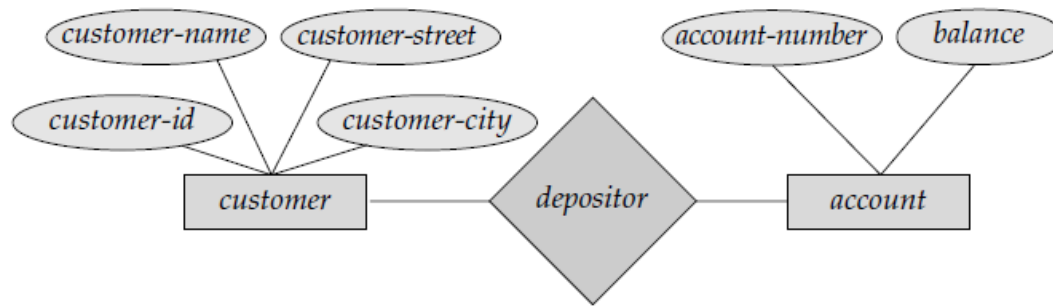 customer-name
customer-street
account-number
balance
customer-id
customer-city
customer
depositor
account